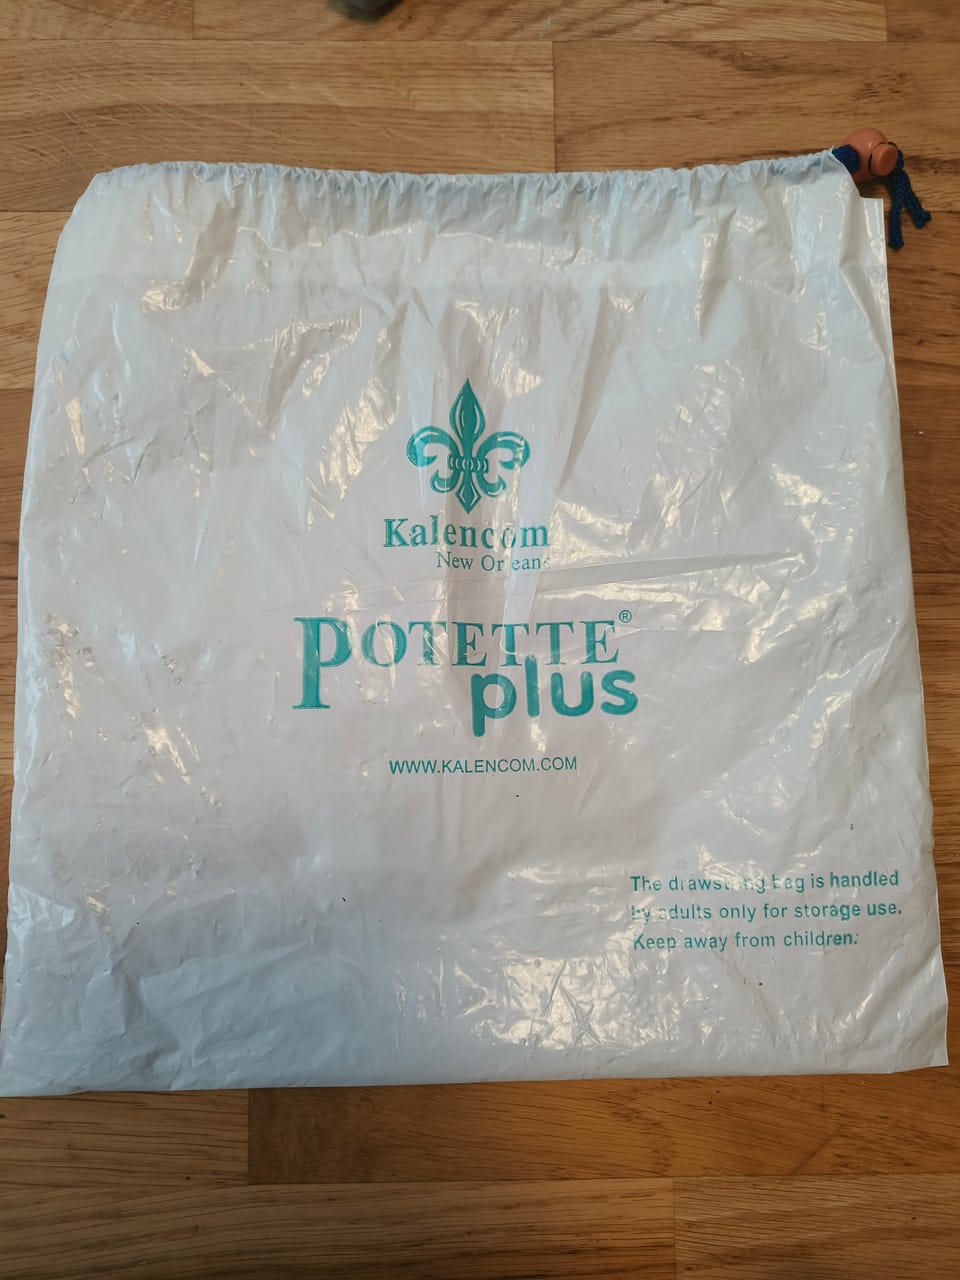 Kalencom
New Orleans
POTETTE®
plus
WWW.KALENCOM.COM
The drawstring bag is handled
by adults only for storage use.
Keep away from children.